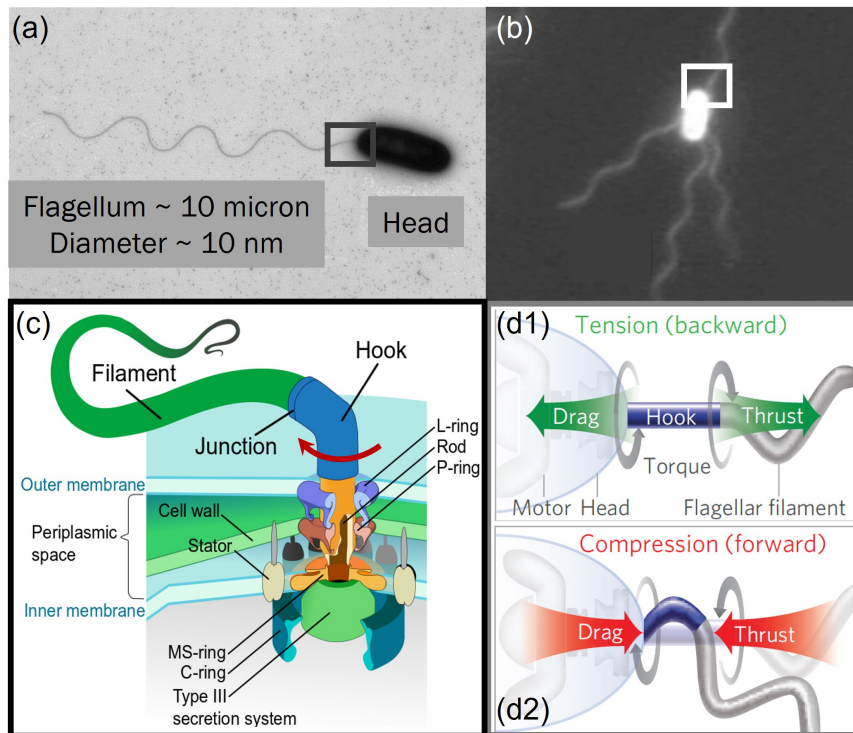 (a)
Flagellum ~ 10 micron
Diameter ~ 10 nm
Head
(b)
(c)
Filament
Hook
Junction
L-ring
Rod
P-ring
Outer membrane
Periplasmic
space
Cell wall
Stator
Inner membrane
MS-ring
C-ring
Type III
secretion system
(d1)
Tension (backward)
Drag
Hook
Thrust
Torque
Motor
Head
Flagellar filament
Compression (forward)
Drag
Thrust
(d2)